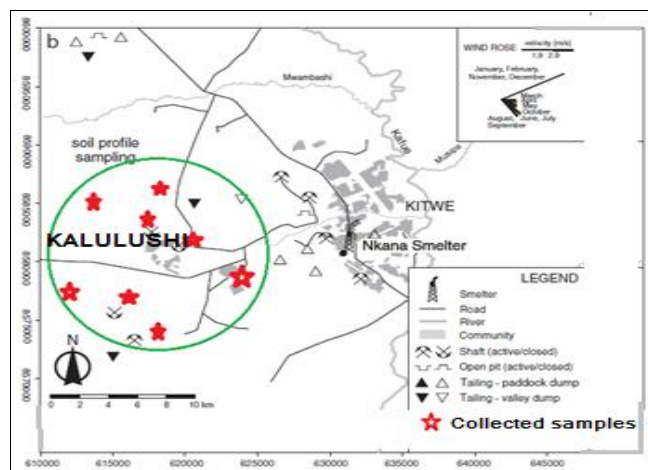 b
WIND ROSE velocity (m/s)
1,9 2,9
January, February,
November, December
March
April
May
October
August, June, July
September
Mwambashi
Kafue
soil profile
sampling
KITWE
KALULUSHI
Nkana Smelter
LEGEND
Smelter
Road
River
Community
Shaft (active/closed)
Open pit (active/closed)
Tailing - paddock dump
Tailing - valley dump
Collected samples
N
0 2 4 6 8 10 km
610000 615000 620000 625000 630000 635000 640000 645000